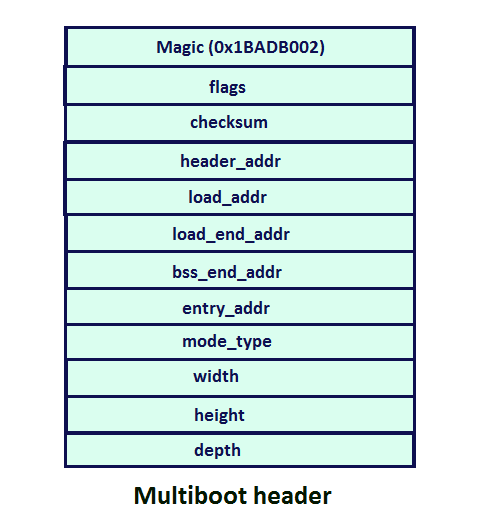 Magic (0x1BADB002)
flags
checksum
header_addr
load_addr
load_end_addr
bss_end_addr
entry_addr
mode_type
width
height
depth
Multiboot header